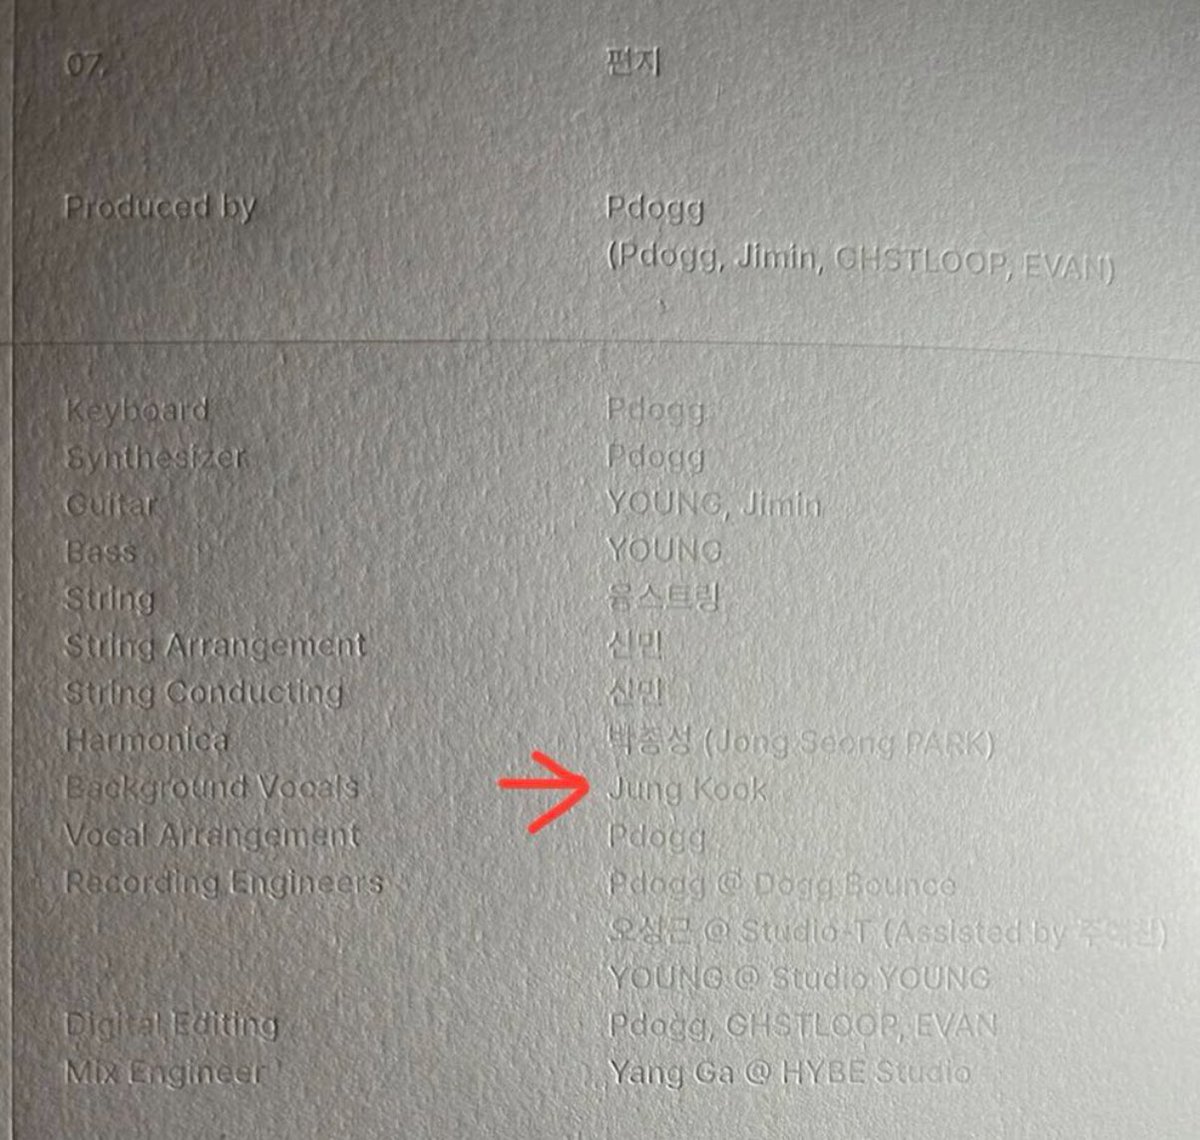 07. 편지
Produced by Pdogg
(Pdogg, Jimin, GHSTLOOP, EVAN)
Keyboard Pdogg
Synthesizer Pdogg
Guitar YOUNG, Jimin
Bass YOUNG
String 융스트링
String Arrangement 신민
String Conducting 신민
Harmonica 박종성 (Jong Seong PARK)
Background Vocals Jung Kook
Vocal Arrangement Pdogg
Recording Engineers Pdogg @ Dogg Bounce
오성근 @ Studio-T (Assisted by
YOUNG @ Studio YOUNG
Digital Editing Pdogg, GHSTLOOP, EVAN
Mix Engineer Yang Ga @ HYBE Studio